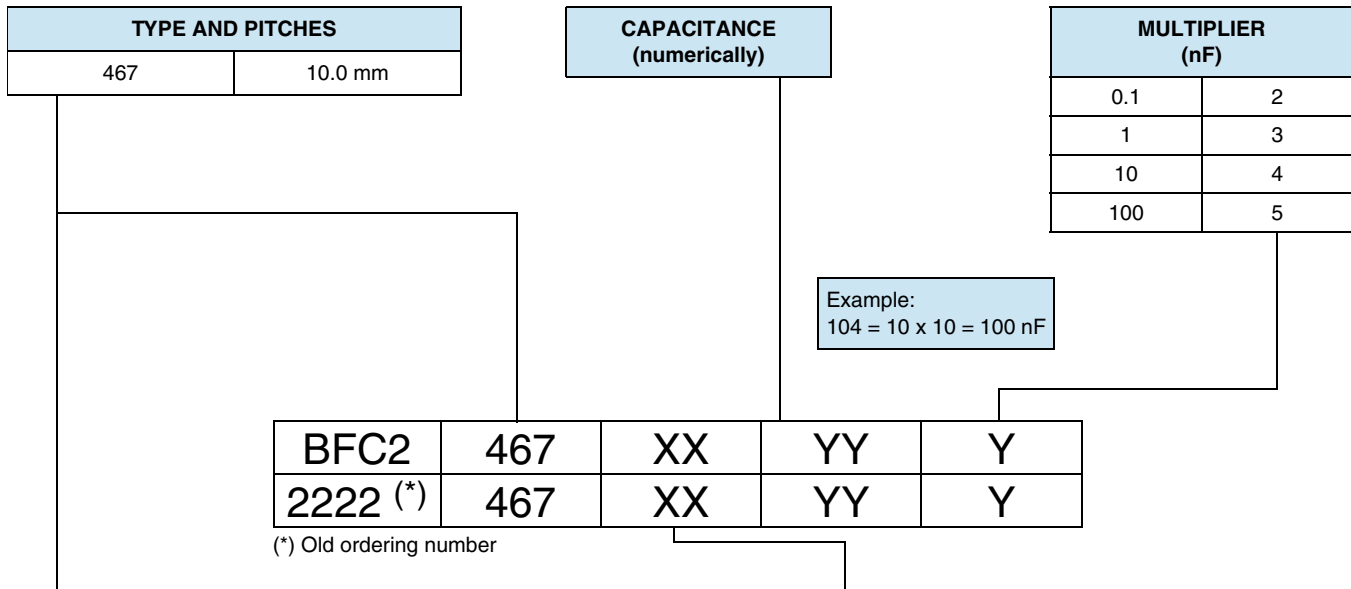 TYPE AND PITCHES
467 10.0 mm
CAPACITANCE
(numerically)
MULTIPLIER
(nF)
0.1 2
1 3
10 4
100 5
Example:
104 = 10 x 10 = 100 nF
BFC2 467 XX YY Y
2222 (*) 467 XX YY Y
(*) Old ordering number